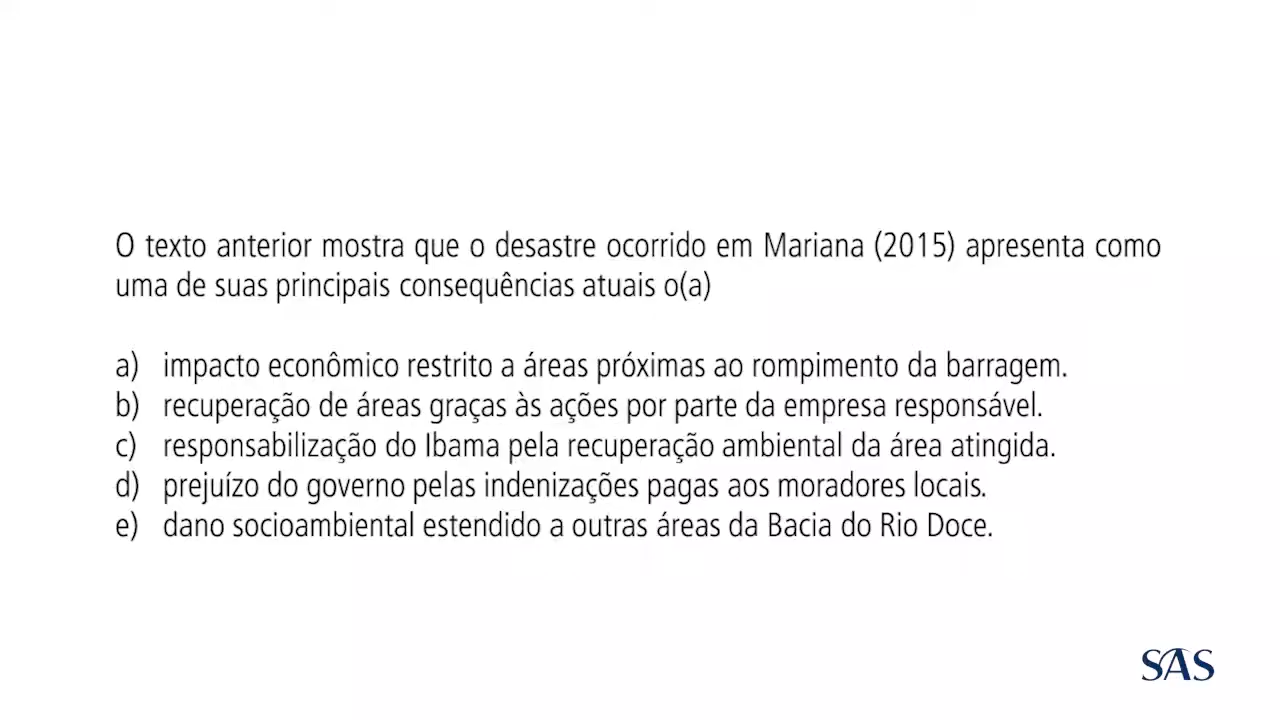 O texto anterior mostra que o desastre ocorrido em Mariana (2015) apresenta como
uma de suas principais consequências atuais o(a)
a) impacto econômico restrito a áreas próximas ao rompimento da barragem.
b) recuperação de áreas graças às ações por parte da empresa responsável.
c) responsabilização do Ibama pela recuperação ambiental da área atingida.
d) prejuízo do governo pelas indenizações pagas aos moradores locais.
e) dano socioambiental estendido a outras áreas da Bacia do Rio Doce.
SAS